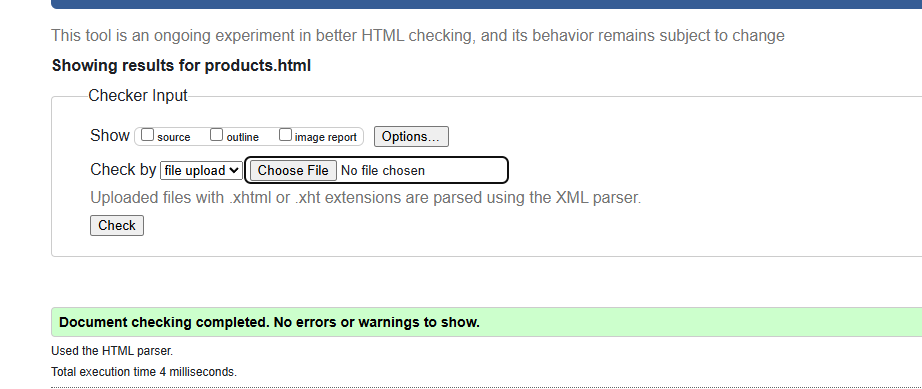 This tool is an ongoing experiment in better HTML checking, and its behavior remains subject to change
Showing results for products.html
Checker Input
Show source outline image report Options...
Check by file upload Choose File No file chosen
Uploaded files with .xhtml or .xht extensions are parsed using the XML parser.
Check
Document checking completed. No errors or warnings to show.
Used the HTML parser.
Total execution time 4 milliseconds.